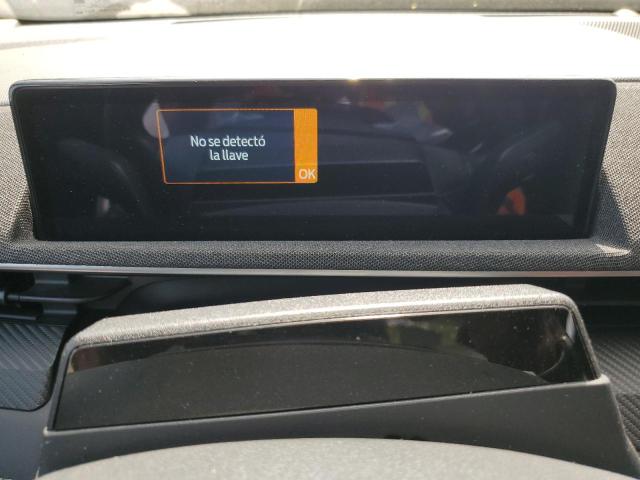 No se detectó
la llave
OK